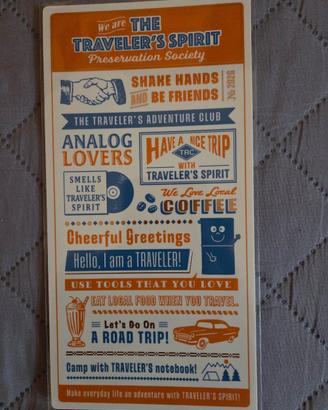 We are THE
TRAVELER'S SPIRIT
Preservation Society
SHAKE HANDS
AND BE FRIENDS
THE TRAVELER'S ADVENTURE CLUB
ANALOG
LOVERS
SMELLS
LIKE
TRAVELER'S
SPIRIT
HAVE A NICE TRIP
TRC
WITH
TRAVELER'S SPIRIT
We Love Local
COFFEE
Cheerful Greetings
Hello, I am a TRAVELER!
USE TOOLS THAT YOU LOVE
EAT LOCAL FOOD WHEN YOU TRAVEL.
Let's Go On
A ROAD TRIP!
Camp with TRAVELER'S notebook!
Make everyday life an adventure with TRAVELER'S SPIRIT!